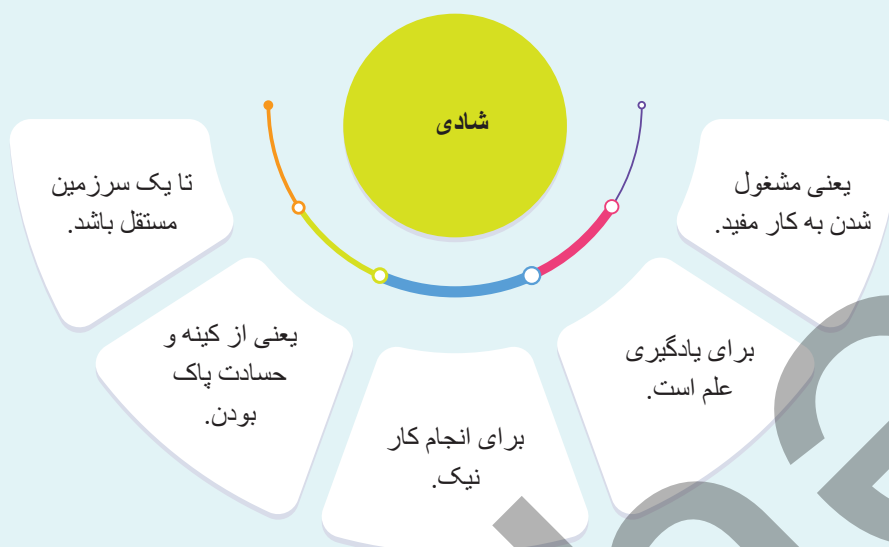 شادی
یعنی مشغول
شدن به کار مفید.
برای یادگیری
علم است.
برای انجام کار
نیک.
یعنی از کینه و
حسادت پاک
بودن.
تا یک سرزمین
مستقل باشد.